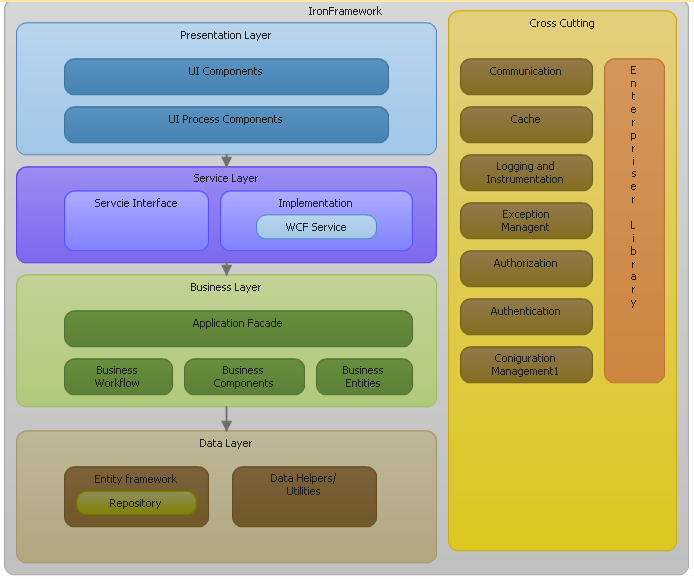 IronFramework
Presentation Layer
UI Components
UI Process Components
Service Layer
Servcie Interface
Implementation
WCF Service
Business Layer
Application Facade
Business
Workflow
Business
Components
Business
Entities
Data Layer
Entity framework
Repository
Data Helpers/
Utilities
Cross Cutting
Communication
Cache
Logging and
Instrumentation
Exception
Managent
Authorization
Authentication
Coniguration
Management1
Enterpriser Library